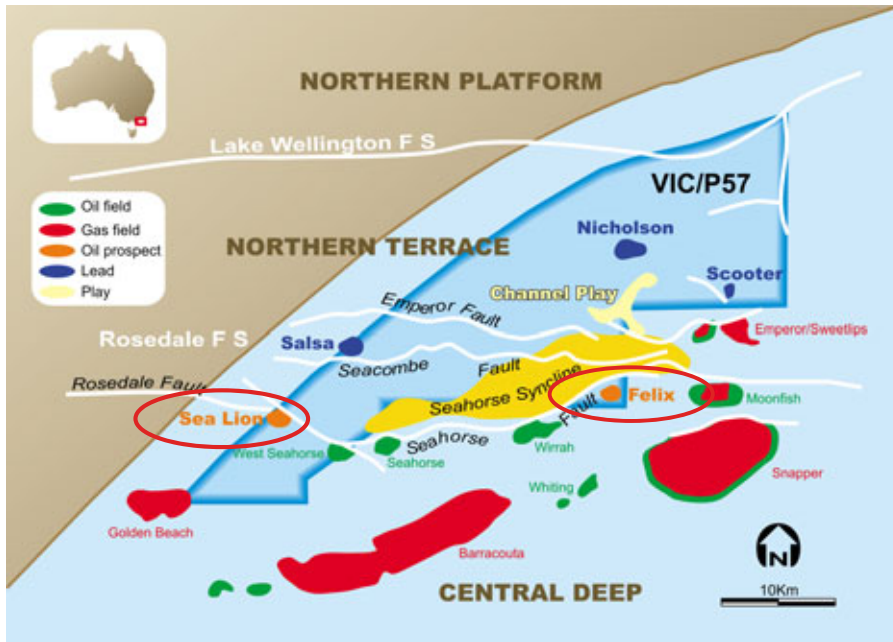 NORTHERN PLATFORM
Lake Wellington F S
VIC/P57
Oil field
Gas field
Oil prospect
Lead
Play
NORTHERN TERRACE
Nicholson
Scooter
Channel Play
Emperor Fault
Emperor/Sweetlips
Rosedale F S
Salsa
Seacombe Fault
Rosedale Fault
Seahorse Syncline
Felix
Moonfish
Sea Lion
Seahorse Fault
West Seahorse
Seahorse
Wirrah
Snapper
Whiting
Golden Beach
Barracouta
N
CENTRAL DEEP
10Km